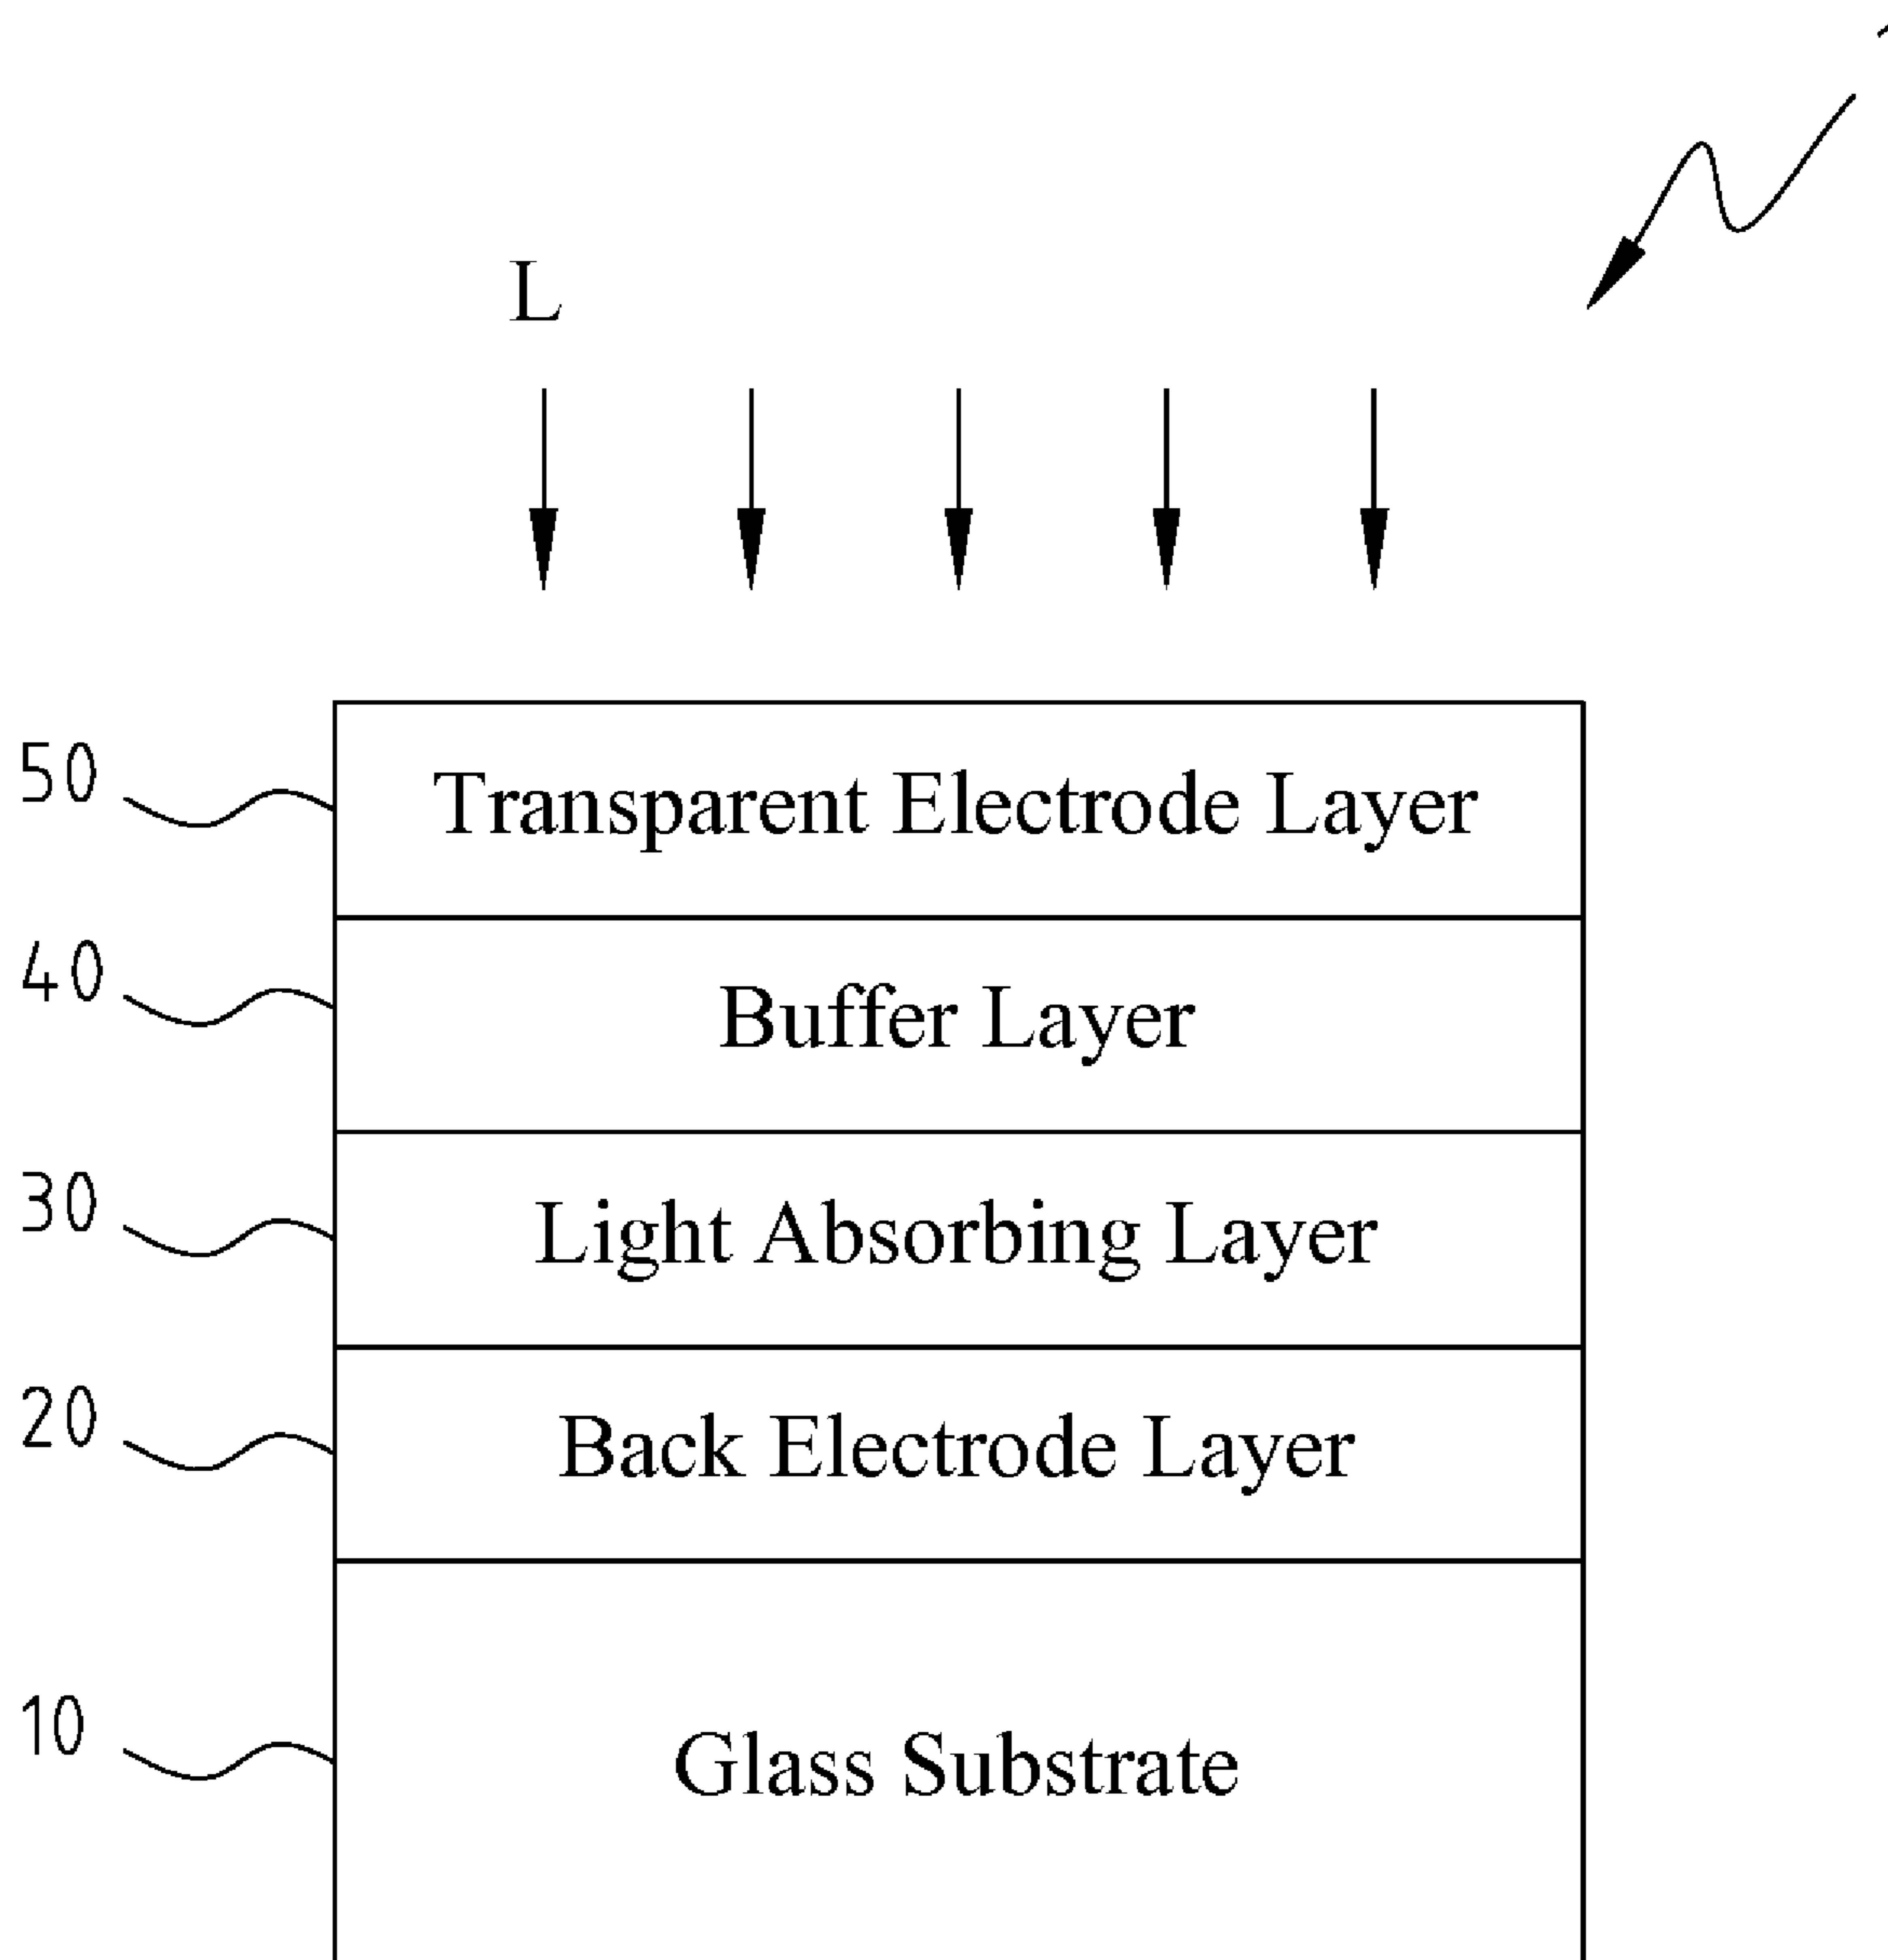 L
50 Transparent Electrode Layer
40 Buffer Layer
30 Light Absorbing Layer
20 Back Electrode Layer
10 Glass Substrate